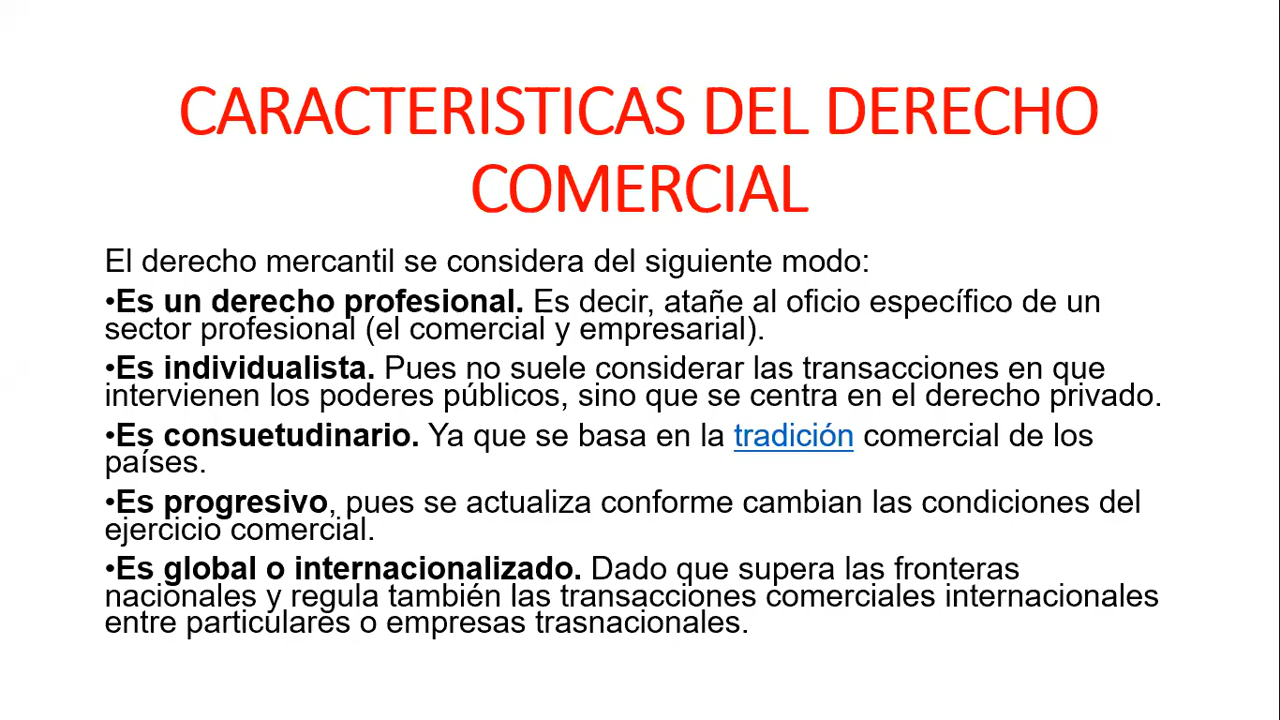 CARACTERISTICAS DEL DERECHO
COMERCIAL
El derecho mercantil se considera del siguiente modo:
•Es un derecho profesional. Es decir, atañe al oficio específico de un
sector profesional (el comercial y empresarial).
•Es individualista. Pues no suele considerar las transacciones en que
intervienen los poderes públicos, sino que se centra en el derecho privado.
•Es consuetudinario. Ya que se basa en la tradición comercial de los
países.
•Es progresivo, pues se actualiza conforme cambian las condiciones del
ejercicio comercial.
•Es global o internacionalizado. Dado que supera las fronteras
nacionales y regula también las transacciones comerciales internacionales
entre particulares o empresas trasnacionales.